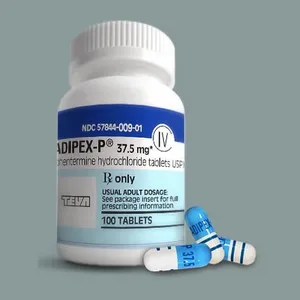 NDC 57844-009-01
ADIPEX-P® 37.5 mg*
IV
phentermine hydrochloride tablets USP
℞ only
USUAL ADULT DOSAGE:
See package insert for full
prescribing information.
TEVA
100 TABLETS
ADIPEX
P 37.5